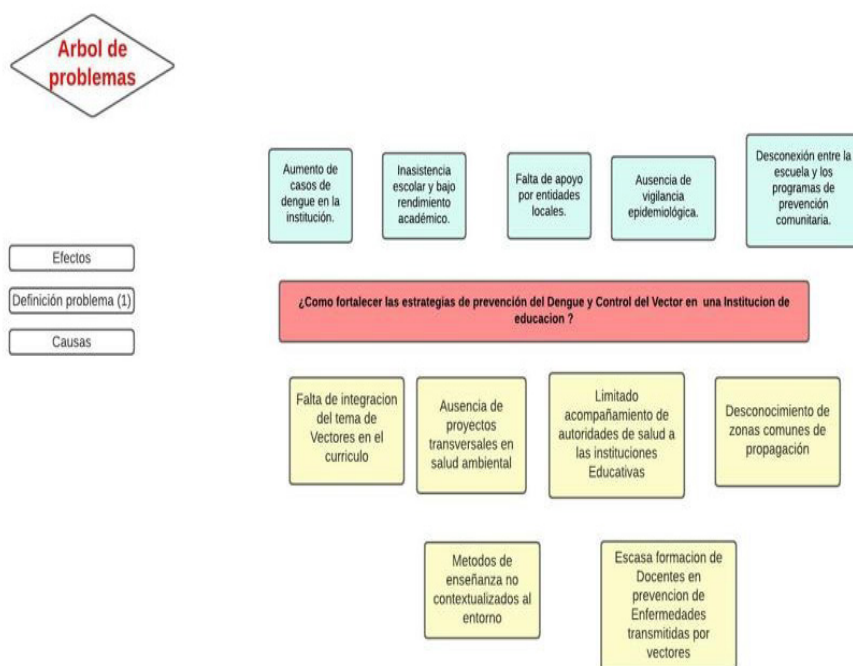 Arbol de
problemas
Aumento de
casos de
dengue en la
institución.
Inasistencia
escolar y bajo
rendimiento
académico.
Falta de apoyo
por entidades
locales.
Ausencia de
vigilancia
epidemiológica.
Desconexión entre la
escuela y los
programas de
prevención
comunitaria.
Efectos
Definición problema (1)
Causas
¿Como fortalecer las estrategias de prevención del Dengue y Control del Vector en una Institucion de
educacion ?
Falta de integracion
del tema de
Vectores en el
curriculo
Ausencia de
proyectos
transversales en
salud ambiental
Limitado
acompañamiento de
autoridades de salud a
las instituciones
Educativas
Desconocimiento de
zonas comunes de
propagación
Metodos de
enseñanza no
contextualizados al
entorno
Escasa formacion de
Docentes en
prevencion de
Enfermedades
transmitidas por
vectores